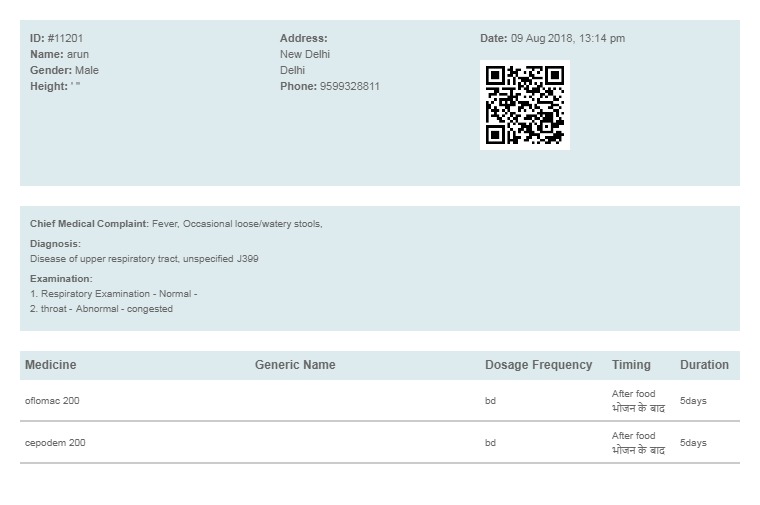 ID: #11201
Name: arun
Gender: Male
Height: ' "
Address:
New Delhi
Delhi
Phone: 9599328811
Date: 09 Aug 2018, 13:14 pm
Chief Medical Complaint: Fever, Occasional loose/watery stools,
Diagnosis:
Disease of upper respiratory tract, unspecified J399
Examination:
1. Respiratory Examination - Normal -
2. throat - Abnormal - congested
Medicine Generic Name Dosage Frequency Timing Duration
oflomac 200 bd After food 5days
भोजन के बाद
cepodem 200 bd After food 5days
भोजन के बाद